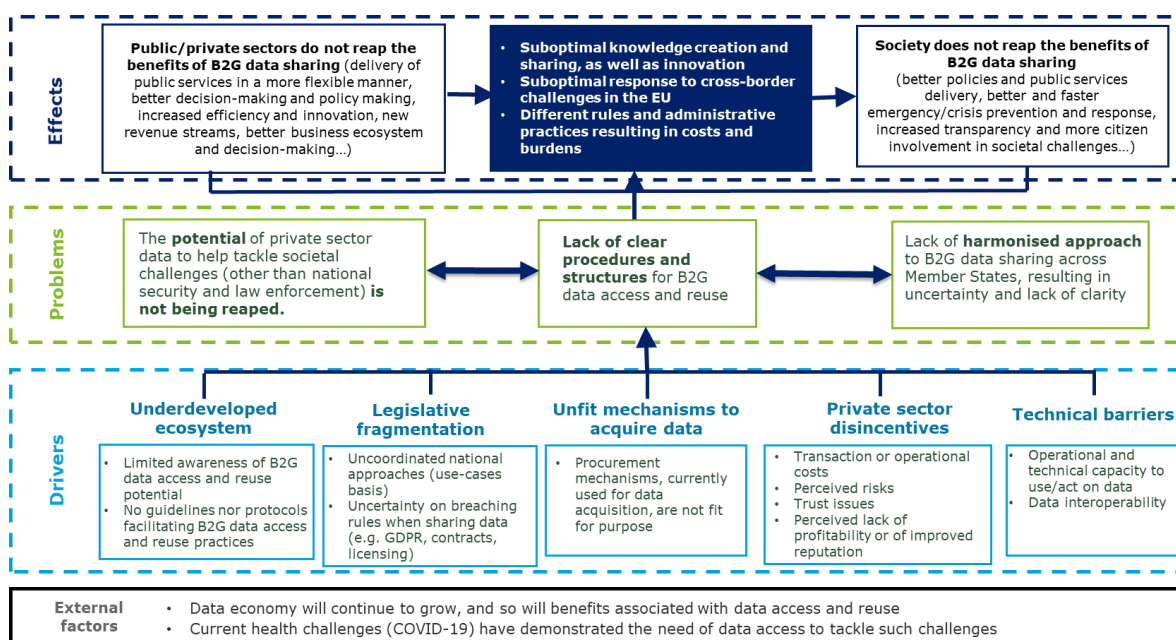 Effects
Public/private sectors do not reap the
benefits of B2G data sharing (delivery of
public services in a more flexible manner,
better decision-making and policy making,
increased efficiency and innovation, new
revenue streams, better business ecosystem
and decision-making...)
• Suboptimal knowledge creation and
sharing, as well as innovation
• Suboptimal response to cross-border
challenges in the EU
• Different rules and administrative
practices resulting in costs and
burdens
Society does not reap the benefits of
B2G data sharing
(better policies and public services
delivery, better and faster
emergency/crisis prevention and response,
increased transparency and more citizen
involvement in societal challenges...)
Problems
The potential of private sector
data to help tackle societal
challenges (other than national
security and law enforcement) is
not being reaped.
Lack of clear
procedures and
structures for B2G
data access and reuse
Lack of harmonised approach
to B2G data sharing across
Member States, resulting in
uncertainty and lack of clarity
Drivers
Underdeveloped
ecosystem
• Limited awareness of B2G
data access and reuse
potential
• No guidelines nor protocols
facilitating B2G data access
and reuse practices
Legislative
fragmentation
• Uncoordinated national
approaches (use-cases
basis)
• Uncertainty on breaching
rules when sharing data
(e.g. GDPR, contracts,
licensing)
Unfit mechanisms to
acquire data
• Procurement
mechanisms, currently
used for data
acquisition, are not fit
for purpose
Private sector
disincentives
• Transaction or operational
costs
• Perceived risks
• Trust issues
• Perceived lack of
profitability or of improved
reputation
Technical barriers
• Operational and
technical capacity to
use/act on data
• Data interoperability
External
factors
• Data economy will continue to grow, and so will benefits associated with data access and reuse
• Current health challenges (COVID-19) have demonstrated the need of data access to tackle such challenges